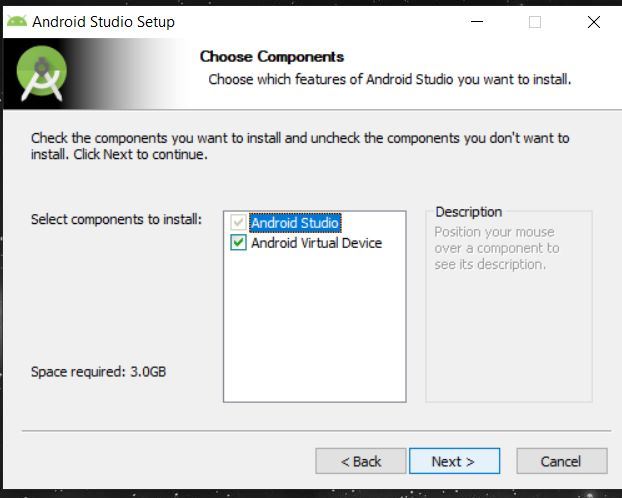 Android Studio Setup
Choose Components
Choose which features of Android Studio you want to install.
Check the components you want to install and uncheck the components you don't want to
install. Click Next to continue.
Select components to install:
Android Studio
Android Virtual Device
Description
Position your mouse
over a component to
see its description.
Space required: 3.0GB
< Back
Next >
Cancel